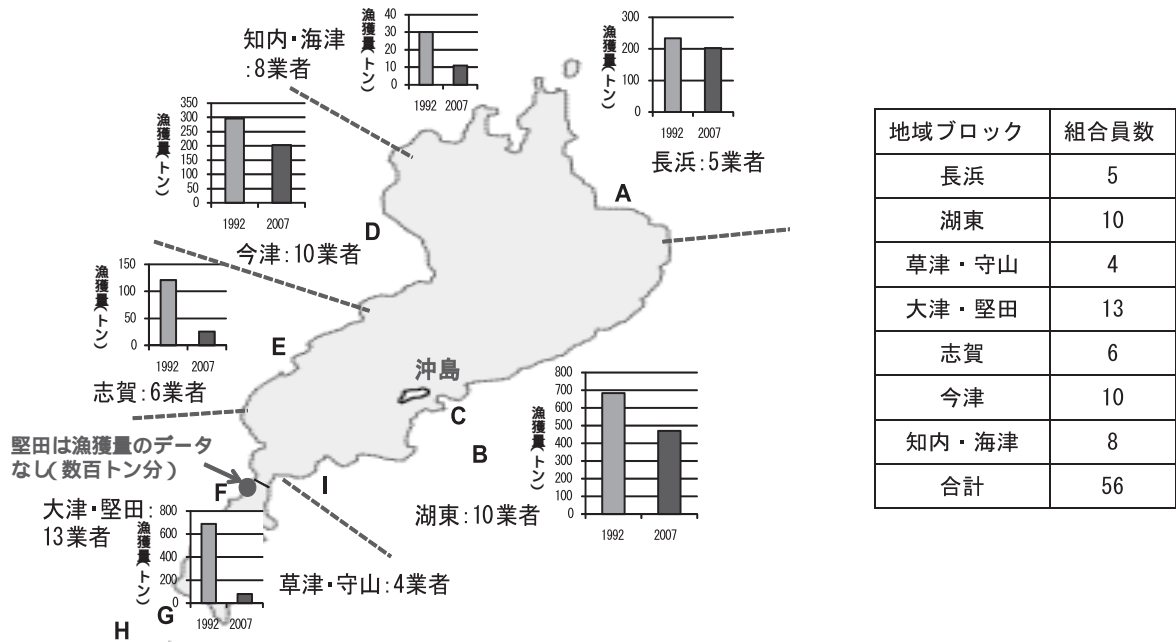 知内・海津
:8業者
漁獲量(トン)
40
30
20
10
0
1992 2007
漁獲量(トン)
300
200
100
0
1992 2007
長浜:5業者
漁獲量(トン)
350
300
250
200
150
100
50
0
1992 2007
今津:10業者
A
D
漁獲量(トン)
150
100
50
0
1992 2007
志賀:6業者
E
沖島
C
B
漁獲量(トン)
800
700
600
500
400
300
200
100
0
1992 2007
湖東:10業者
堅田は漁獲量のデータ
なし(数百トン分)
F
I
大津・堅田:
13業者
漁獲量(トン)
800
600
400
200
0
1992 2007
草津・守山:4業者
G
H
地域ブロック 組合員数
長浜 5
湖東 10
草津・守山 4
大津・堅田 13
志賀 6
今津 10
知内・海津 8
合計 56